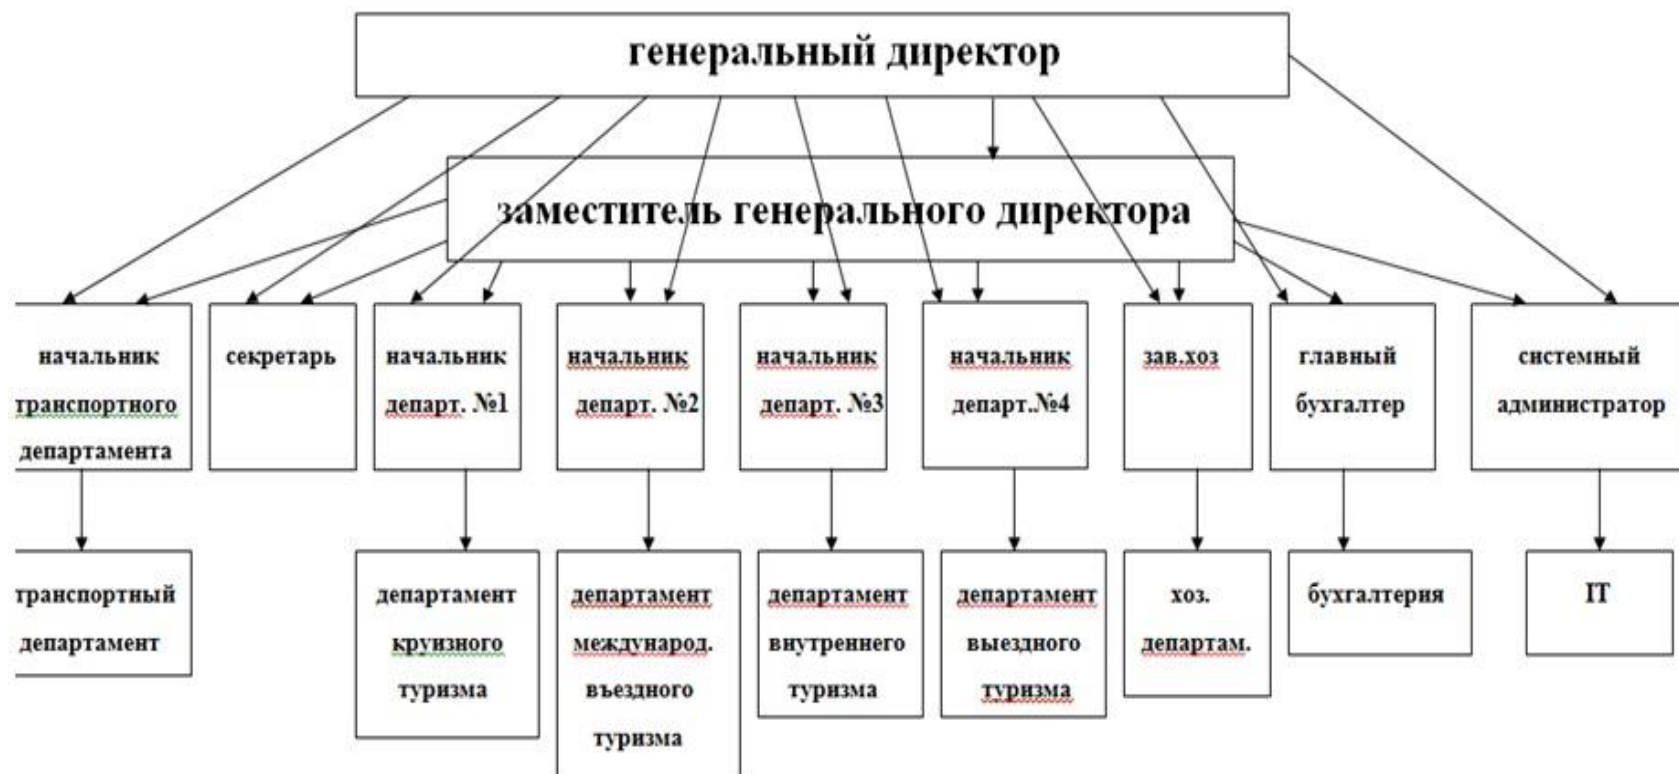 генеральный директор
заместитель генерального директора
начальник
транспортного
департамента
секретарь
начальник
департ. №1
начальник
департ. №2
начальник
департ. №3
начальник
департ.№4
зав.хоз
главный
бухгалтер
системный
администратор
транспортный
департамент
департамент
круизного
туризма
департамент
международ.
въездного
туризма
департамент
внутреннего
туризма
департамент
выездного
туризма
хоз.
департам.
бухгалтерия
IT